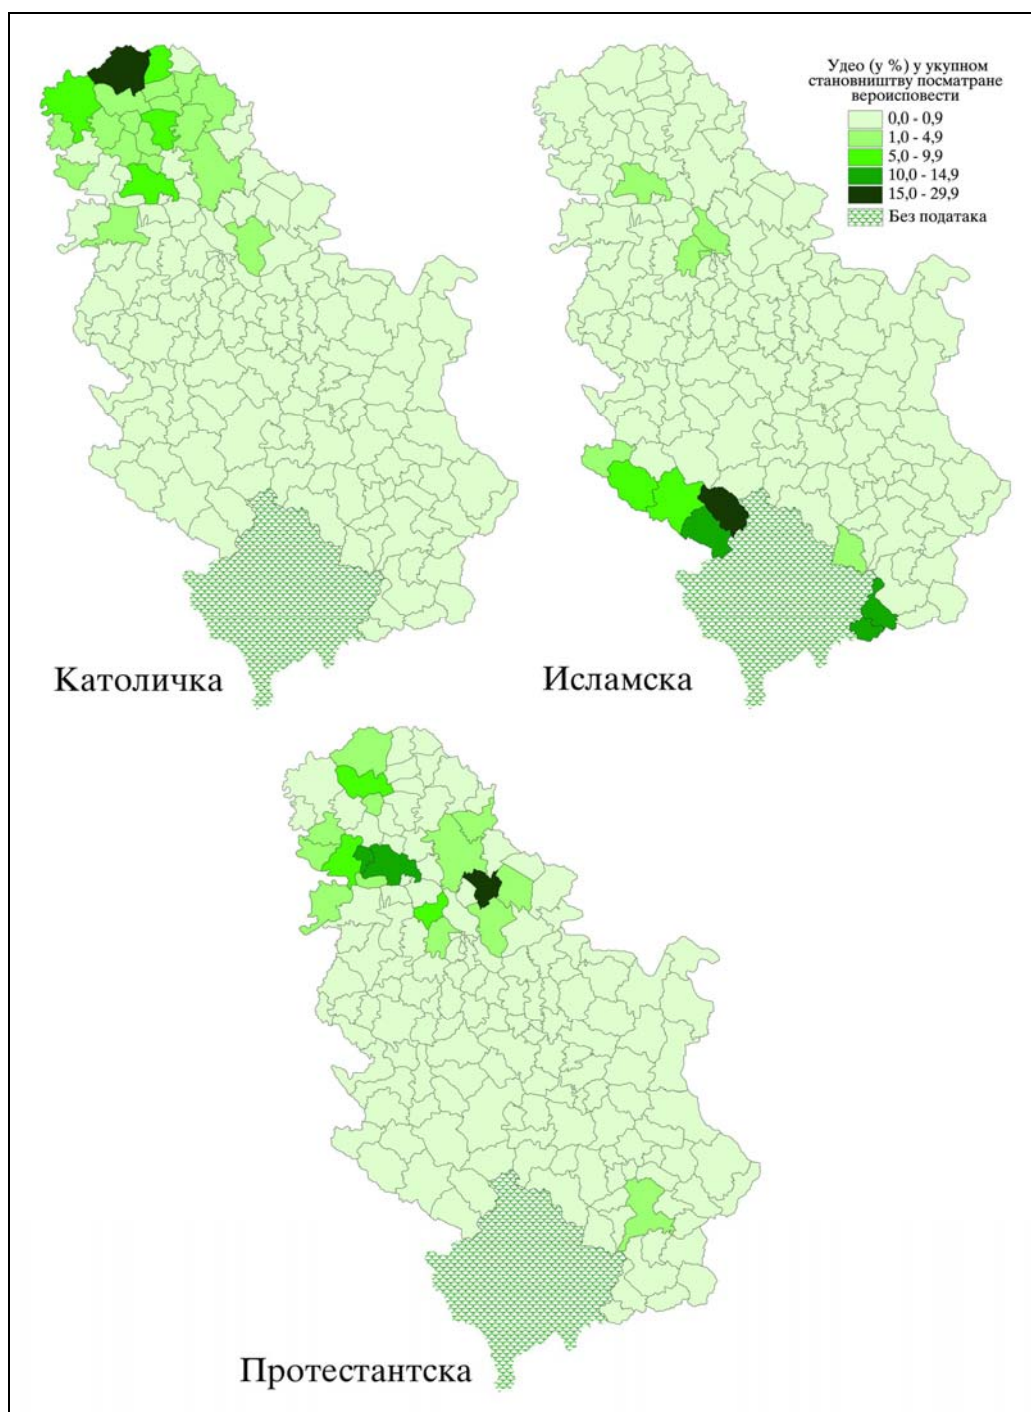 Удео (у %) у укупном
становништву посматране
вероисповести
0,0 - 0,9
1,0 - 4,9
5,0 - 9,9
10,0 - 14,9
15,0 - 29,9
Без података
Католичка
Исламска
Протестантска